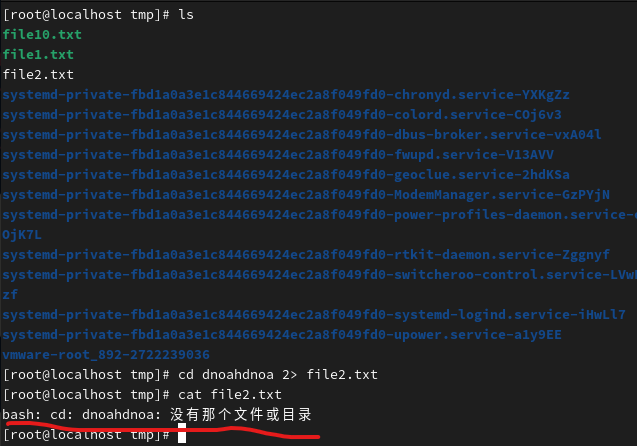 [root@localhost tmp]# ls
file10.txt
file1.txt
file2.txt
systemd-private-fbd1a0a3e1c844669424ec2a8f049fd0-chronyd.service-YXKgZz
systemd-private-fbd1a0a3e1c844669424ec2a8f049fd0-colord.service-COj6v3
systemd-private-fbd1a0a3e1c844669424ec2a8f049fd0-dbus-broker.service-vxA04l
systemd-private-fbd1a0a3e1c844669424ec2a8f049fd0-fwupd.service-V13AVV
systemd-private-fbd1a0a3e1c844669424ec2a8f049fd0-geoclue.service-2hdKSa
systemd-private-fbd1a0a3e1c844669424ec2a8f049fd0-ModemManager.service-GzPYjN
systemd-private-fbd1a0a3e1c844669424ec2a8f049fd0-power-profiles-daemon.service-
OjK7L
systemd-private-fbd1a0a3e1c844669424ec2a8f049fd0-rtkit-daemon.service-Zggnyf
systemd-private-fbd1a0a3e1c844669424ec2a8f049fd0-switcheroo-control.service-LVw
zf
systemd-private-fbd1a0a3e1c844669424ec2a8f049fd0-systemd-logind.service-iHwLl7
systemd-private-fbd1a0a3e1c844669424ec2a8f049fd0-upower.service-a1y9EE
vmware-root_892-2722239036
[root@localhost tmp]# cd dnoahdnoa 2> file2.txt
[root@localhost tmp]# cat file2.txt
bash: cd: dnoahdnoa: 没有那个文件或目录
[root@localhost tmp]#